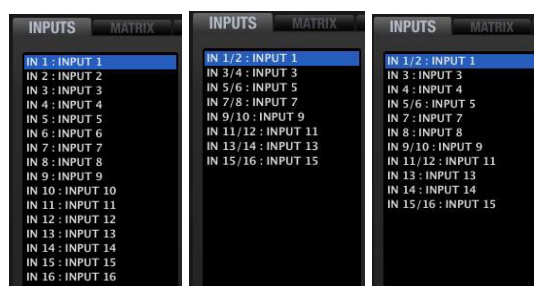 INPUTS MATRIX
IN 1 : INPUT 1
IN 2 : INPUT 2
IN 3 : INPUT 3
IN 4 : INPUT 4
IN 5 : INPUT 5
IN 6 : INPUT 6
IN 7 : INPUT 7
IN 8 : INPUT 8
IN 9 : INPUT 9
IN 10 : INPUT 10
IN 11 : INPUT 11
IN 12 : INPUT 12
IN 13 : INPUT 13
IN 14 : INPUT 14
IN 15 : INPUT 15
IN 16 : INPUT 16
INPUTS MATRIX
IN 1/2 : INPUT 1
IN 3/4 : INPUT 3
IN 5/6 : INPUT 5
IN 7/8 : INPUT 7
IN 9/10 : INPUT 9
IN 11/12 : INPUT 11
IN 13/14 : INPUT 13
IN 15/16 : INPUT 15
INPUTS MATRIX
IN 1/2 : INPUT 1
IN 3 : INPUT 3
IN 4 : INPUT 4
IN 5/6 : INPUT 5
IN 7 : INPUT 7
IN 8 : INPUT 8
IN 9/10 : INPUT 9
IN 11/12 : INPUT 11
IN 13 : INPUT 13
IN 14 : INPUT 14
IN 15/16 : INPUT 15